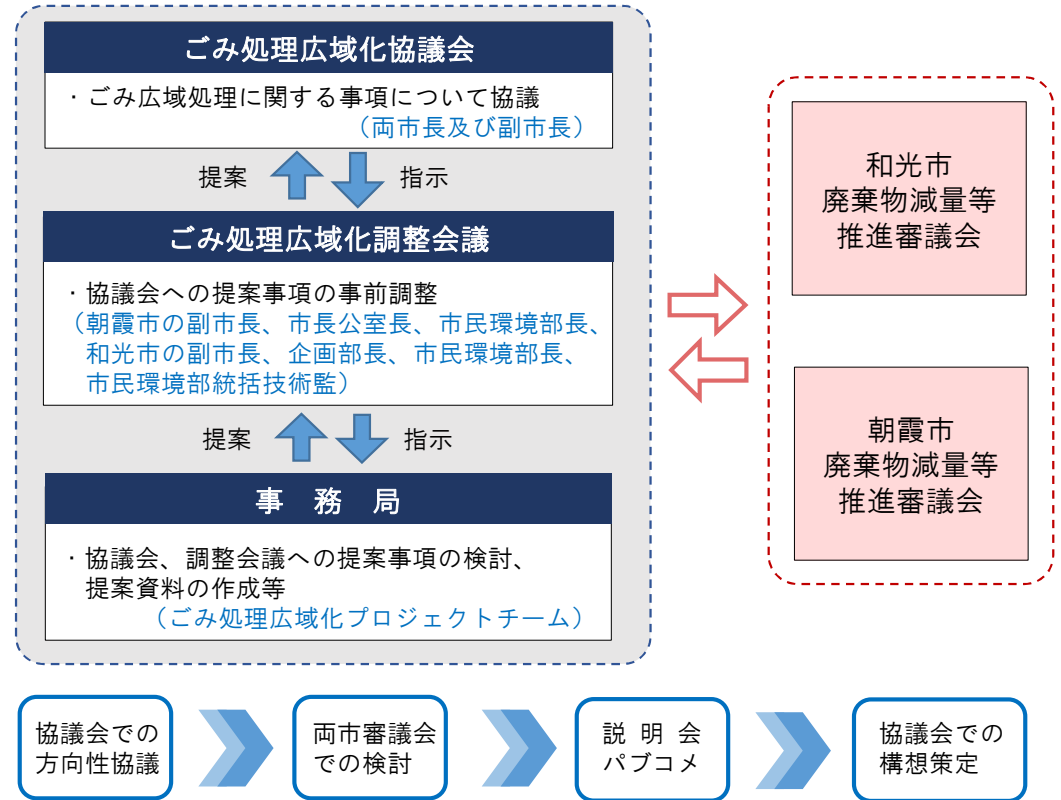 ごみ処理広域化協議会
・ごみ広域処理に関する事項について協議
（両市長及び副市長）
提案
指示
ごみ処理広域化調整会議
・協議会への提案事項の事前調整
（朝霞市の副市長、市長公室長、市民環境部長、
和光市の副市長、企画部長、市民環境部長、
市民環境部統括技術監）
提案
指示
事　務　局
・協議会、調整会議への提案事項の検討、
提案資料の作成等
（ごみ処理広域化プロジェクトチーム）
和光市
廃棄物減量等
推進審議会
朝霞市
廃棄物減量等
推進審議会
協議会での
方向性協議
両市審議会
での検討
説 明 会
パブコメ
協議会での
構想策定